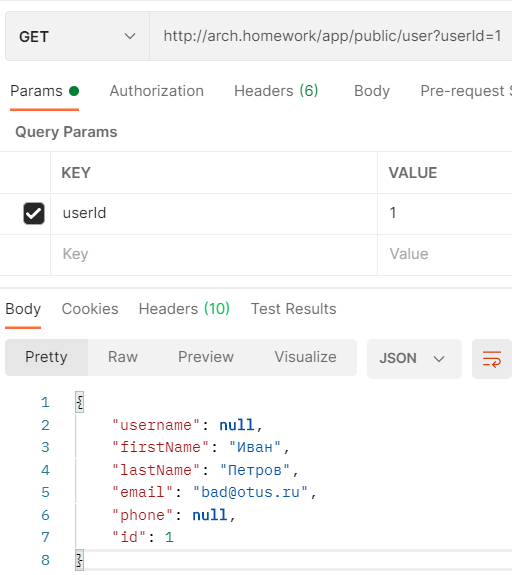 GET http://arch.homework/app/public/user?userId=1
Params Authorization Headers (6) Body Pre-request S
Query Params
KEY VALUE
userId 1
Key Value
Body Cookies Headers (10) Test Results
Pretty Raw Preview Visualize JSON
1 {
2 "username": null,
3 "firstName": "Иван",
4 "lastName": "Петров",
5 "email": "bad@otus.ru",
6 "phone": null,
7 "id": 1
8 }